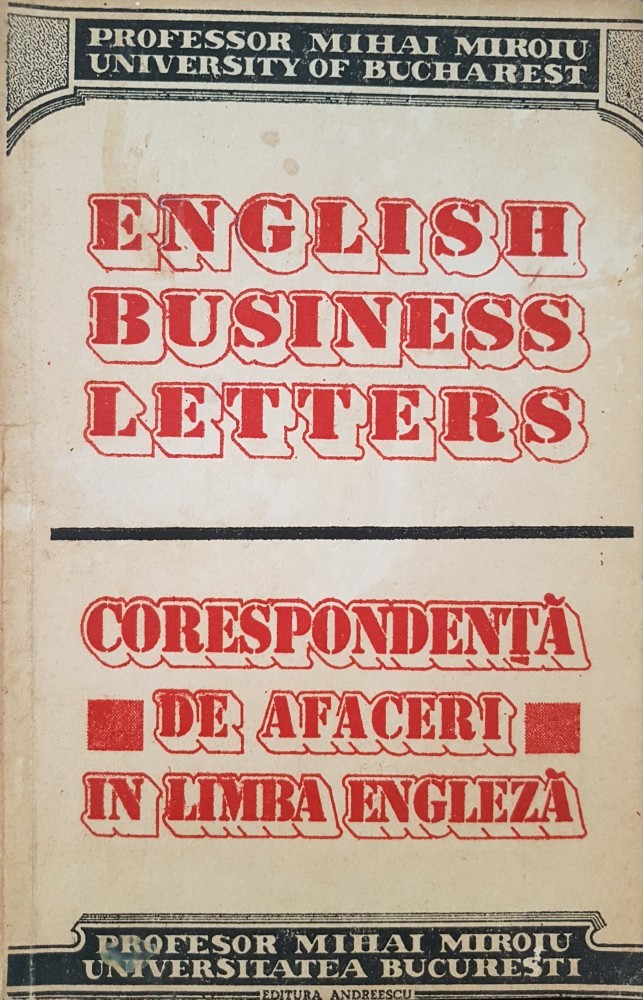 PROFESSOR MIHAI MIROIU
UNIVERSITY OF BUCHAREST
ENGLISH
BUSINESS
LETTERS
CORESPONDENȚĂ
DE AFACERI
IN LIMBA ENGLEZĂ
PROFESOR MIHAI MIROIU
UNIVERSITATEA BUCUREȘTI
EDITURA ANDREESCU